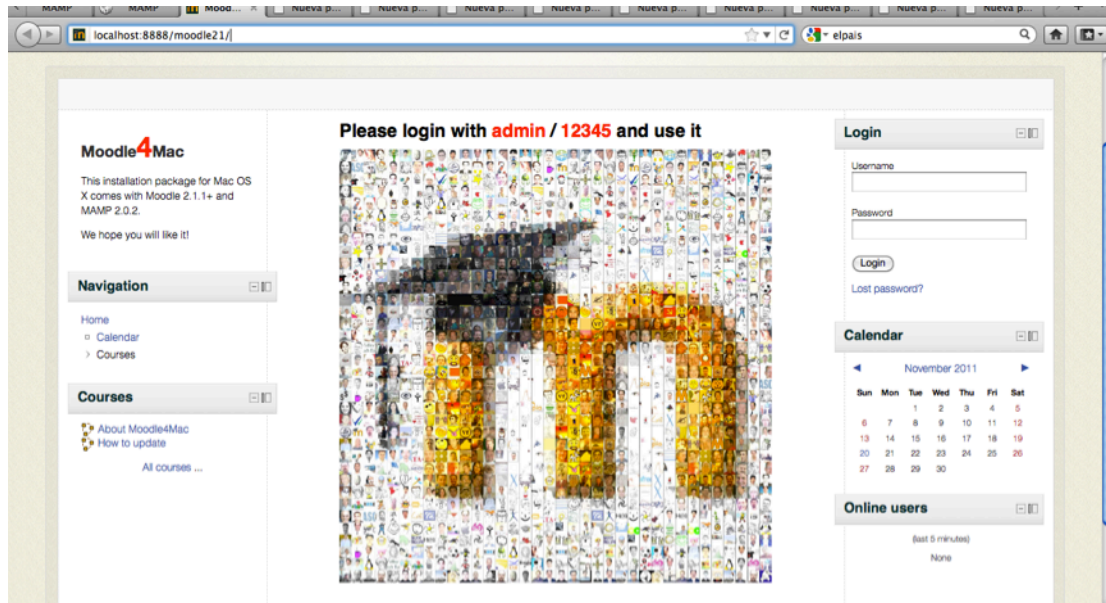 MAMP
MAMP
Mood...
Nueva p...
Nueva p...
Nueva p...
Nueva p...
Nueva p...
Nueva p...
Nueva p...
Nueva p...
localhost:8888/moodle21/
elpais
Moodle4Mac
This installation package for Mac OS
X comes with Moodle 2.1.1+ and
MAMP 2.0.2.
We hope you will like it!
Navigation
Home
Calendar
Courses
Courses
About Moodle4Mac
How to update
All courses ...
Please login with admin / 12345 and use it
Login
Username
Password
Login
Lost password?
Calendar
November 2011
Sun Mon Tue Wed Thu Fri Sat
1 2 3 4 5
6 7 8 9 10 11 12
13 14 15 16 17 18 19
20 21 22 23 24 25 26
27 28 29 30
Online users
(last 5 minutes)
None